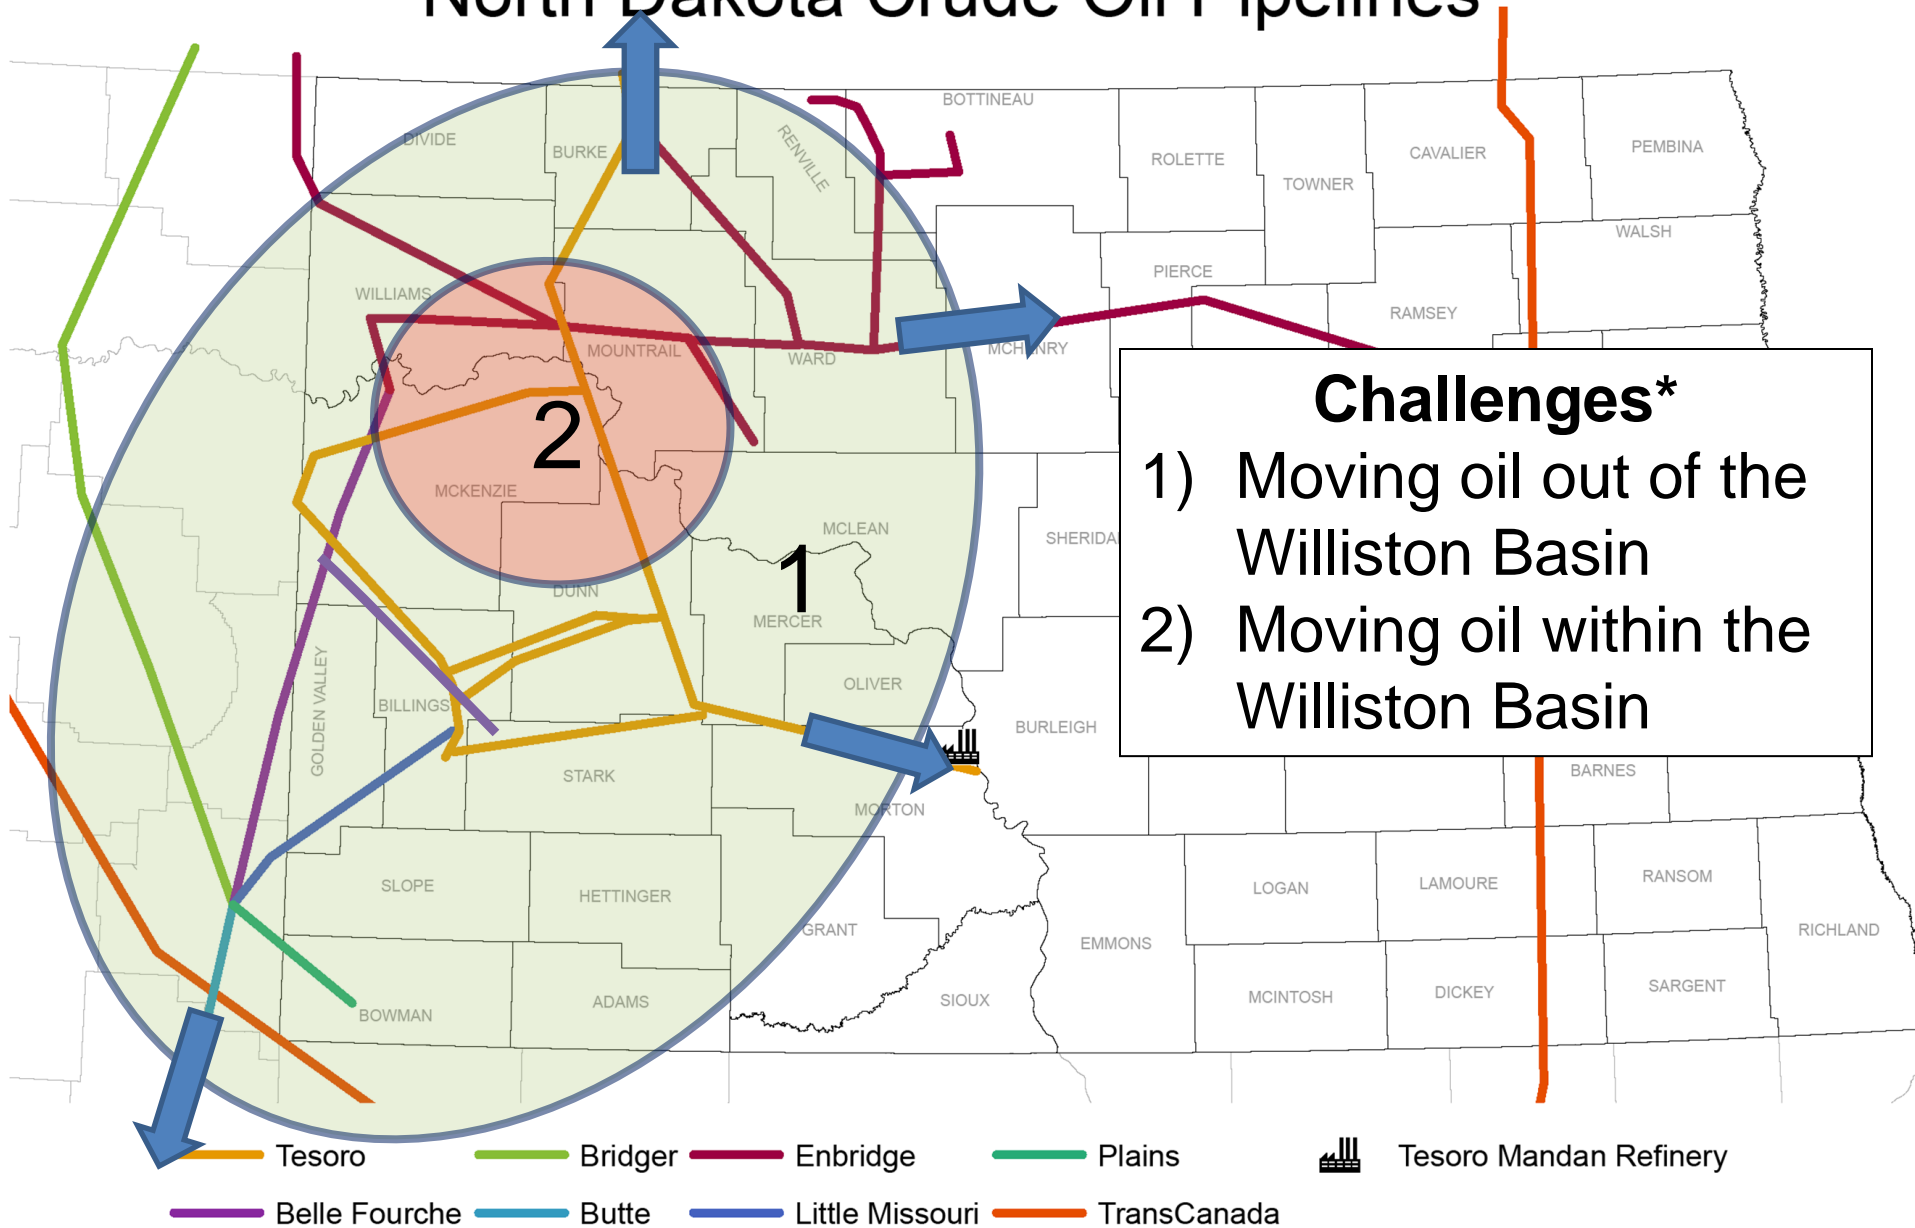 North Dakota Crude Oil Pipelines
BOTTINEAU
DIVIDE
BURKE
RENVILLE
ROLETTE
TOWNER
CAVALIER
PEMBINA
WALSH
PIERCE
WILLIAMS
RAMSEY
MOUNTRAIL
WARD
MCHENRY
Challenges*
1) Moving oil out of the
Williston Basin
2) Moving oil within the
Williston Basin
2
MCKENZIE
MCLEAN
SHERIDA
1
DUNN
MERCER
GOLDEN VALLEY
BILLINGS
OLIVER
BURLEIGH
STARK
BARNES
MORTON
SLOPE
HETTINGER
LOGAN
LAMOURE
RANSOM
GRANT
EMMONS
RICHLAND
BOWMAN
ADAMS
SIOUX
MCINTOSH
DICKEY
SARGENT
Tesoro Bridger Enbridge Plains Tesoro Mandan Refinery
Belle Fourche Butte Little Missouri TransCanada